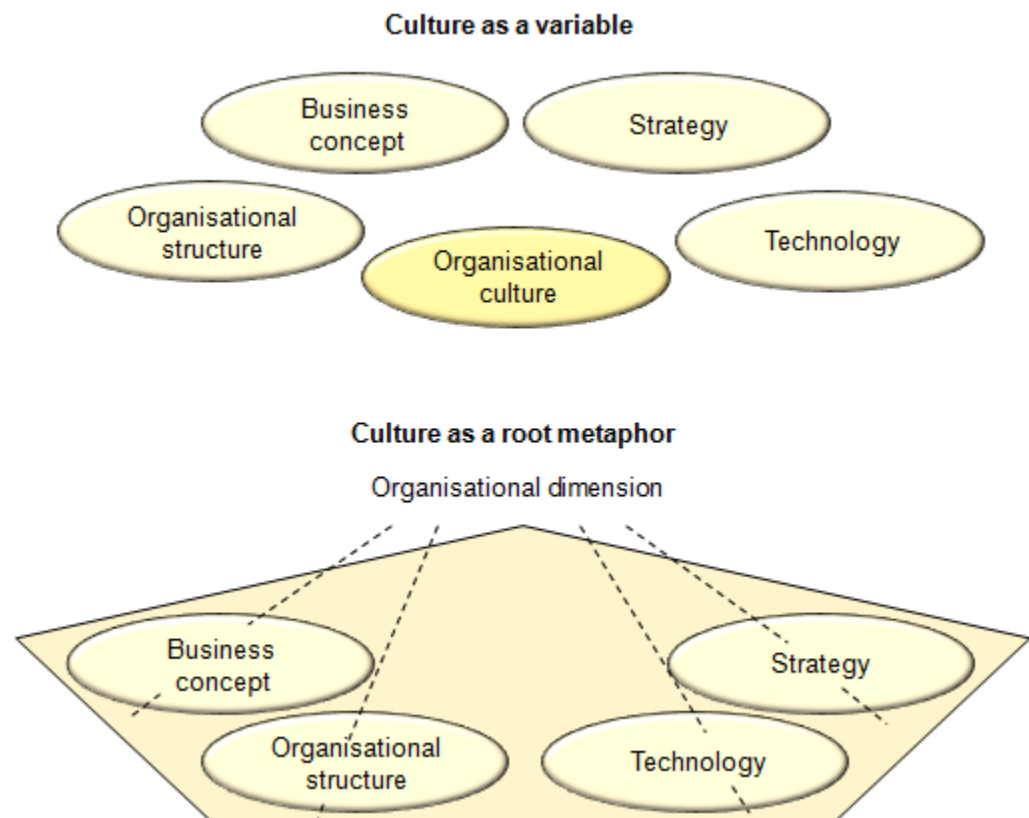 Culture as a variable
Business
concept
Strategy
Organisational
structure
Technology
Organisational
culture
Culture as a root metaphor
Organisational dimension
Business
concept
Strategy
Organisational
structure
Technology